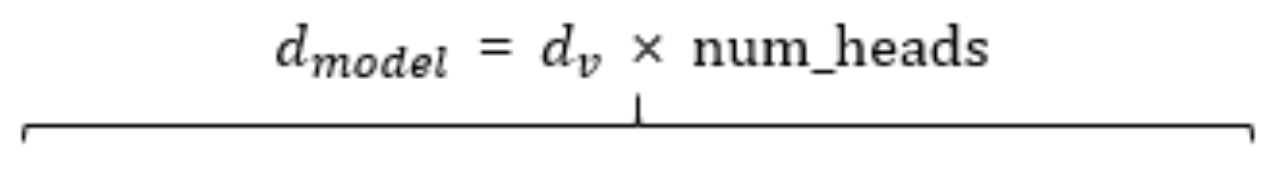 d_model = d_v × num_heads